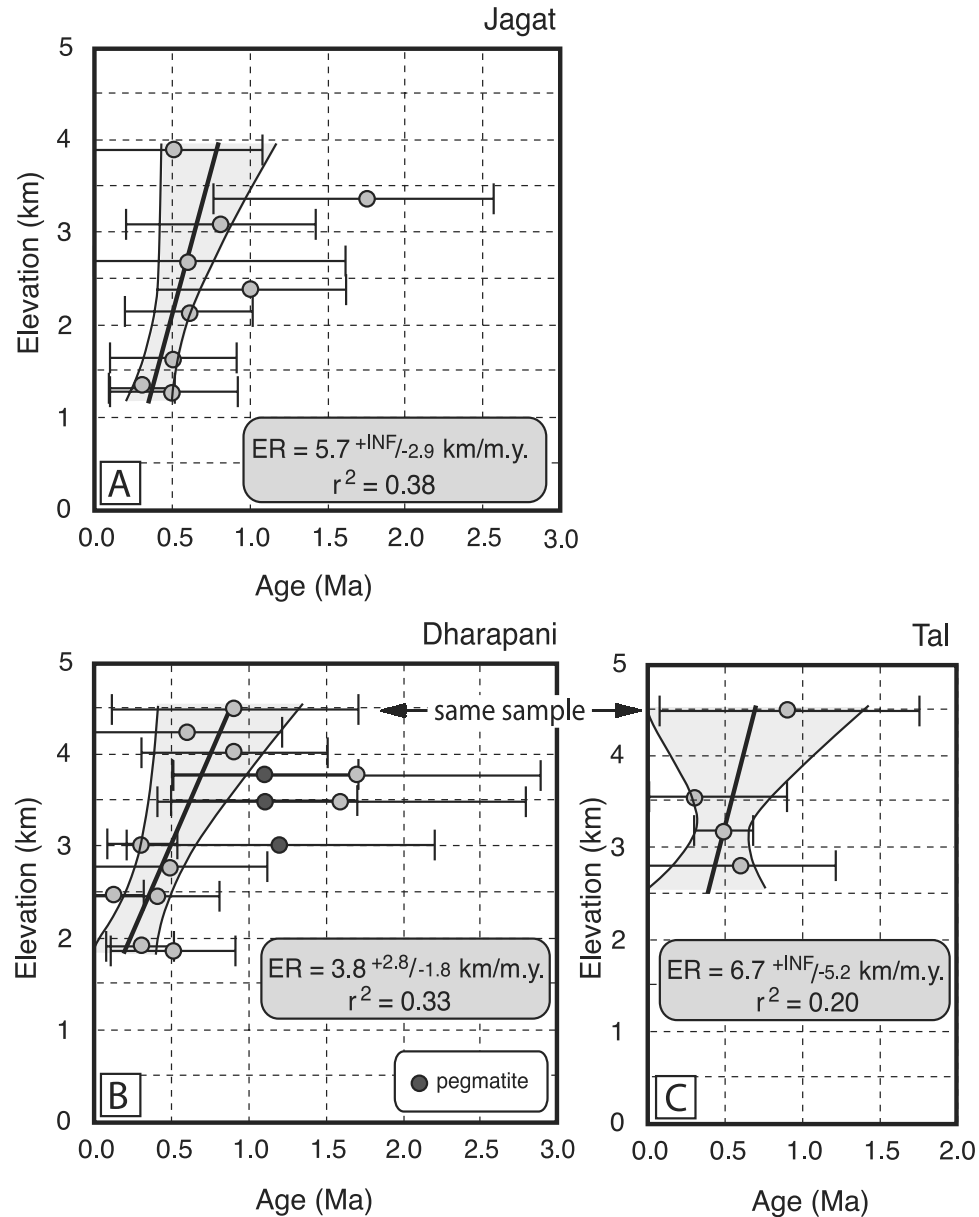 Jagat
5
4
3
2
1
0
Elevation (km)
A
ER = 5.7 +INF/-2.9 km/m.y.
r² = 0.38
0.0 0.5 1.0 1.5 2.0 2.5 3.0
Age (Ma)
Dharapani
5
4
3
2
1
0
Elevation (km)
same sample
ER = 3.8 +2.8/-1.8 km/m.y.
r² = 0.33
pegmatite
B
0.0 0.5 1.0 1.5 2.0 2.5 3.0
Age (Ma)
Tal
5
4
3
2
1
0
Elevation (km)
ER = 6.7 +INF/-5.2 km/m.y.
r² = 0.20
C
0.0 0.5 1.0 1.5 2.0
Age (Ma)